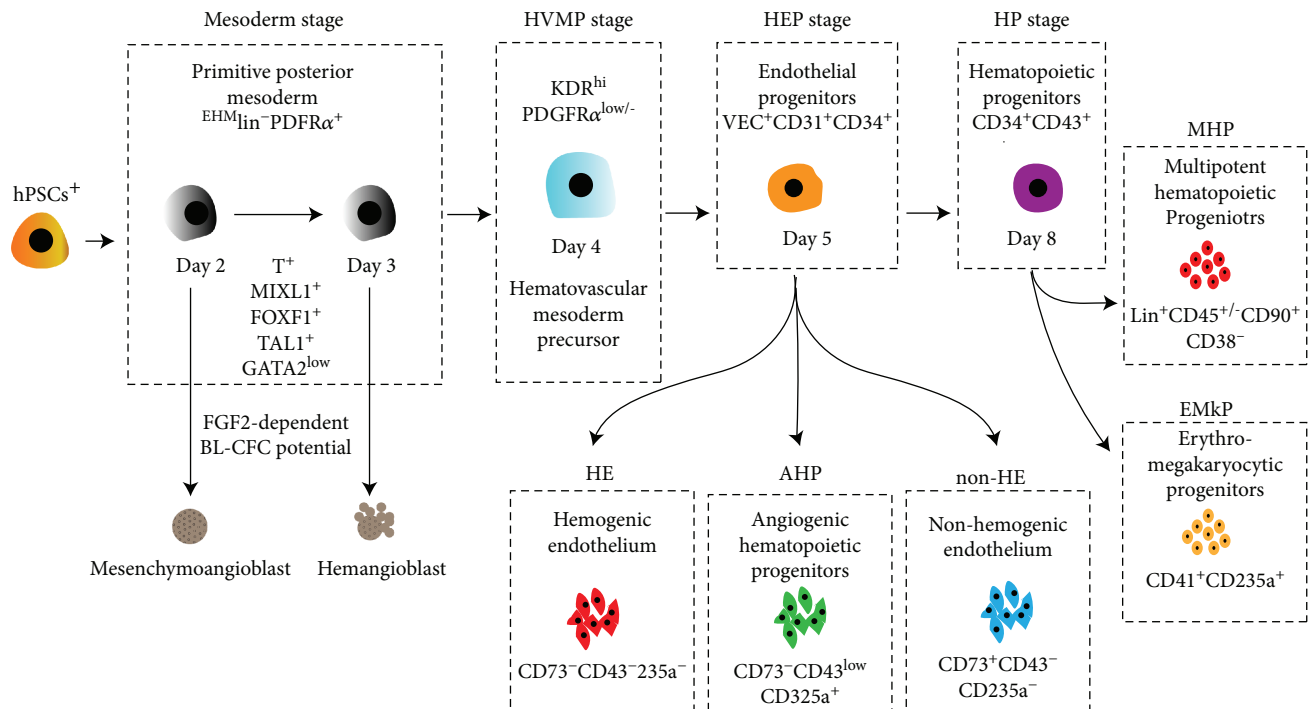 Mesoderm stage
HVMP stage
HEP stage
HP stage
Primitive posterior
mesoderm
ᴱᴴᴹlin⁻PDFRα⁺
KDRʰⁱ
PDGFRαˡᵒʷ/⁻
Endothelial
progenitors
VEC⁺CD31⁺CD34⁺
Hematopoietic
progenitors
CD34⁺CD43⁺
hPSCs⁺
Day 2
Day 3
T⁺
MIXL1⁺
FOXF1⁺
TAL1⁺
GATA2ˡᵒʷ
Day 4
Hematovascular
mesoderm
precursor
Day 5
Day 8
MHP
Multipotent
hematopoietic
Progeniotrs
Lin⁺CD45⁺/⁻CD90⁺
CD38⁻
FGF2-dependent
BL-CFC potential
Mesenchymoangioblast
Hemangioblast
HE
Hemogenic
endothelium
CD73⁻CD43⁻235a⁻
AHP
Angiogenic
hematopoietic
progenitors
CD73⁻CD43ˡᵒʷ
CD325a⁺
non-HE
Non-hemogenic
endothelium
CD73⁺CD43⁻
CD235a⁻
EMkP
Erythro-
megakaryocytic
progenitors
CD41⁺CD235a⁺